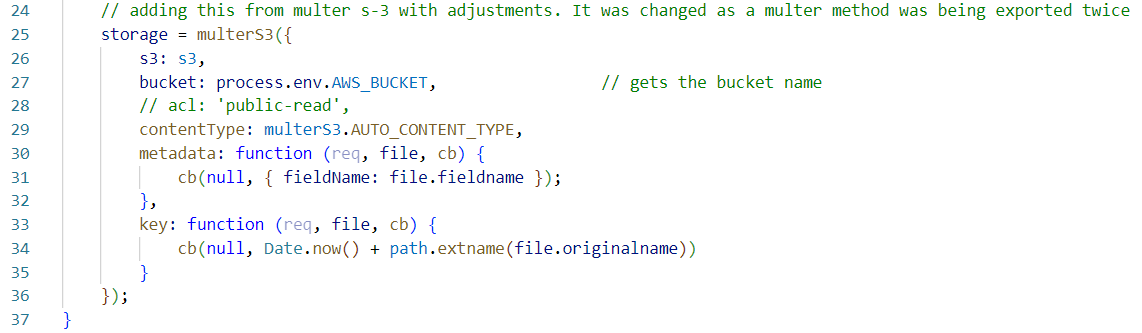 24 // adding this from multer s-3 with adjustments. It was changed as a multer method was being exported twice
25 storage = multerS3({
26 s3: s3,
27 bucket: process.env.AWS_BUCKET, // gets the bucket name
28 // acl: 'public-read',
29 contentType: multerS3.AUTO_CONTENT_TYPE,
30 metadata: function (req, file, cb) {
31 cb(null, { fieldName: file.fieldname });
32 },
33 key: function (req, file, cb) {
34 cb(null, Date.now() + path.extname(file.originalname))
35 }
36 });
37 }